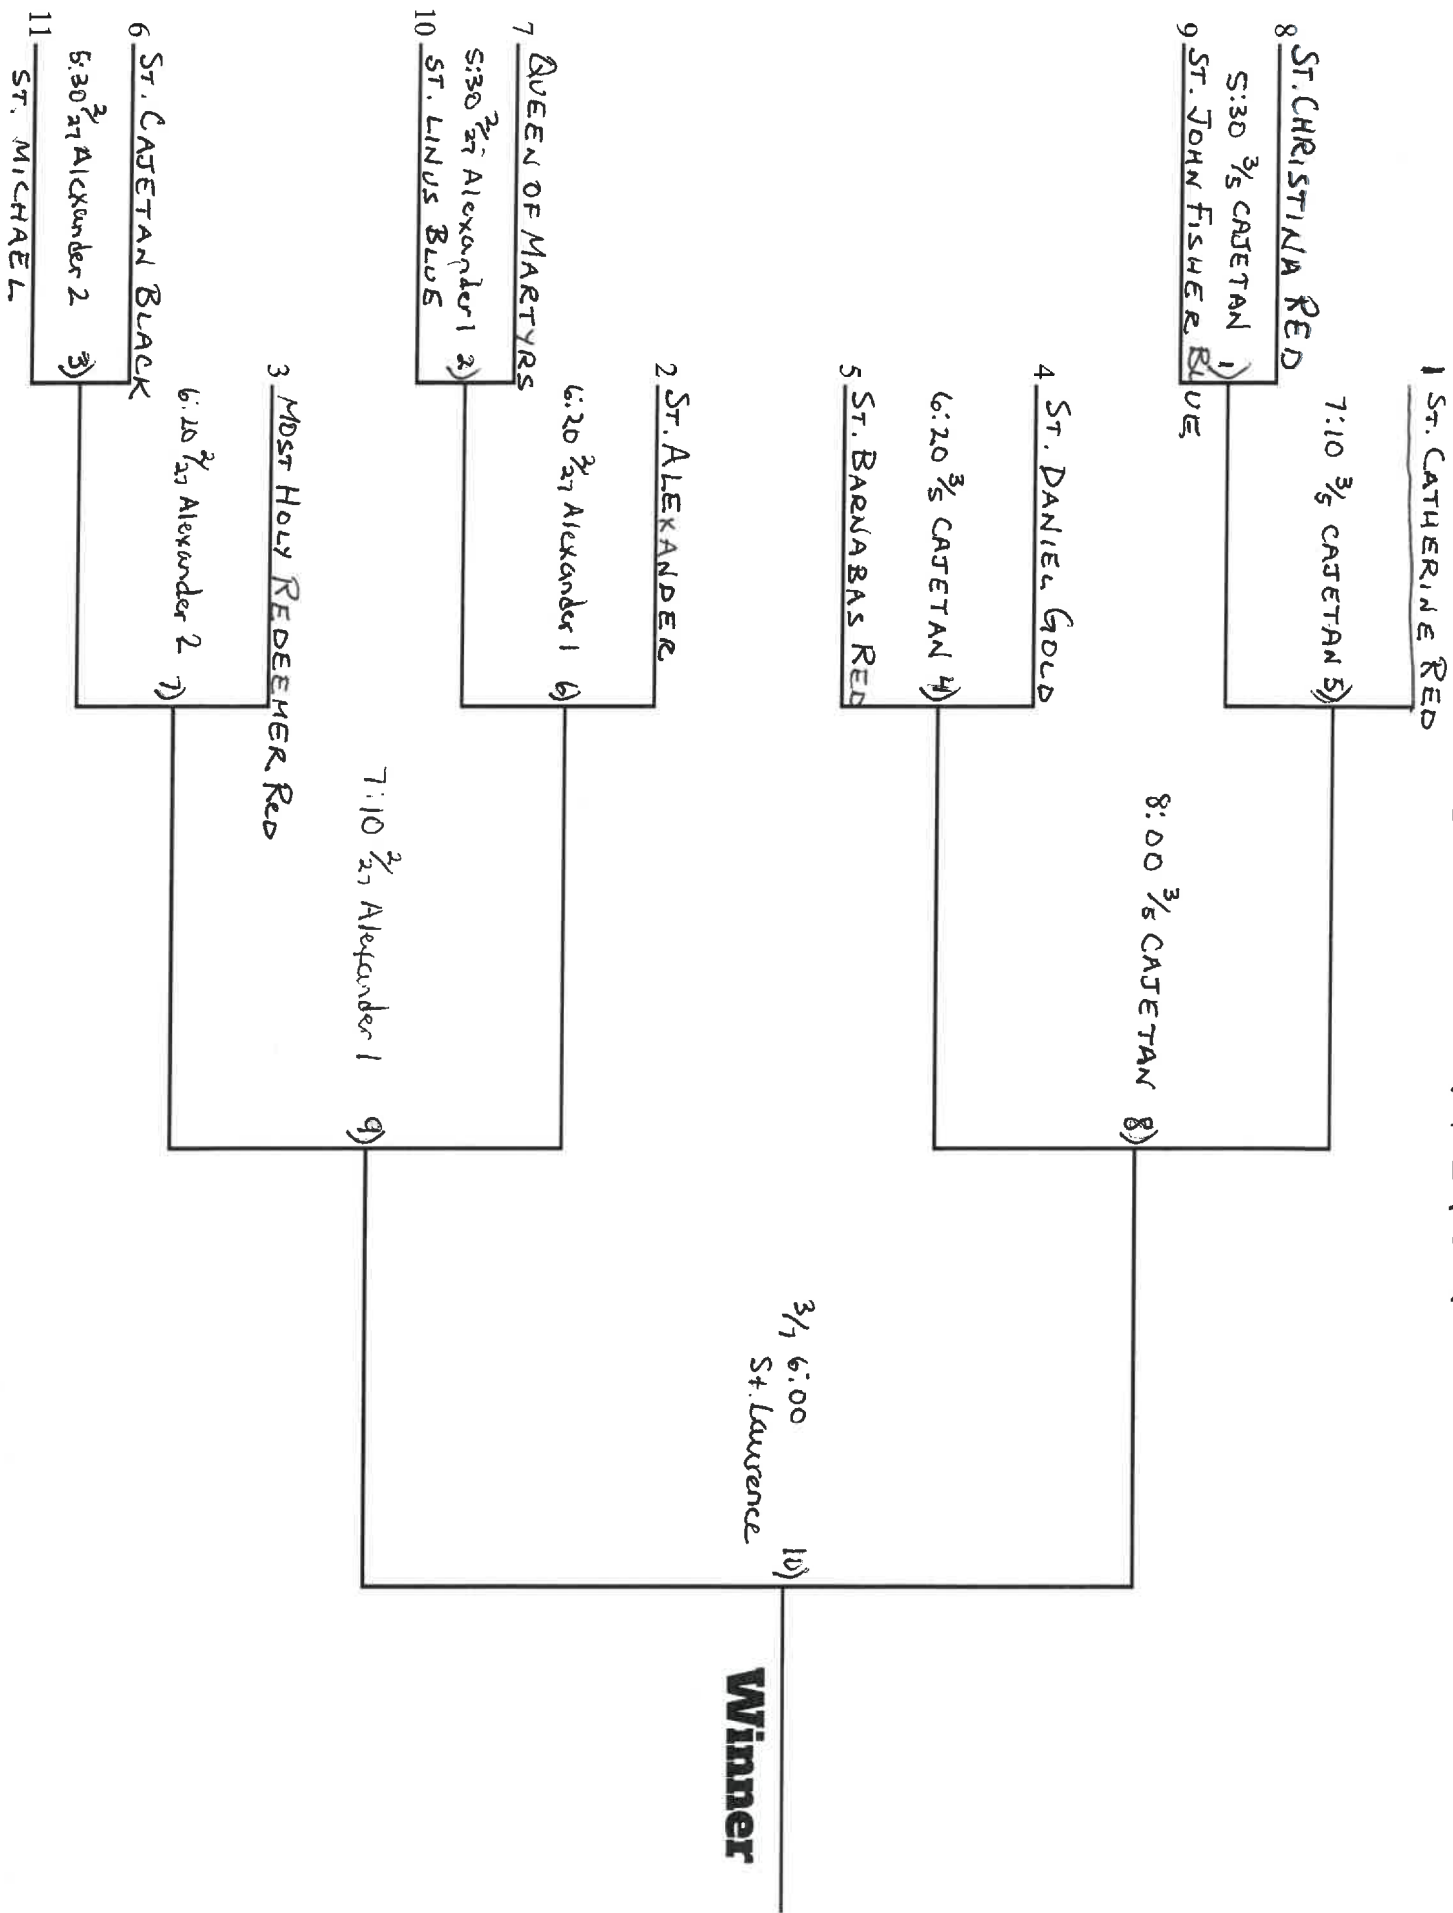 1 ST. CATHERINE RED
7:10 3/5 CAJETAN 5)
8 ST. CHRISTINA RED
5:30 3/5 CAJETAN 1)
9 ST. JOHN FISHER BLUE
8:00 3/5 CAJETAN 8)
4 ST. DANIEL GOLD
6:20 3/5 CAJETAN 4)
5 ST. BARNABAS RED
3/7 6:00
St. Laurence 10)
Winner
2 ST. ALEXANDER
6:20 2/27 Alexander 1 6)
7 QUEEN OF MARTYRS
5:30 2/27 Alexander 1 2)
10 ST. LINUS BLUE
7:10 2/27 Alexander 1 9)
3 MOST HOLY REDEEMER RED
6:20 2/27 Alexander 2 7)
6 ST. CAJETAN BLACK
5:30 2/27 Alexander 2 3)
11 ST. MICHAEL